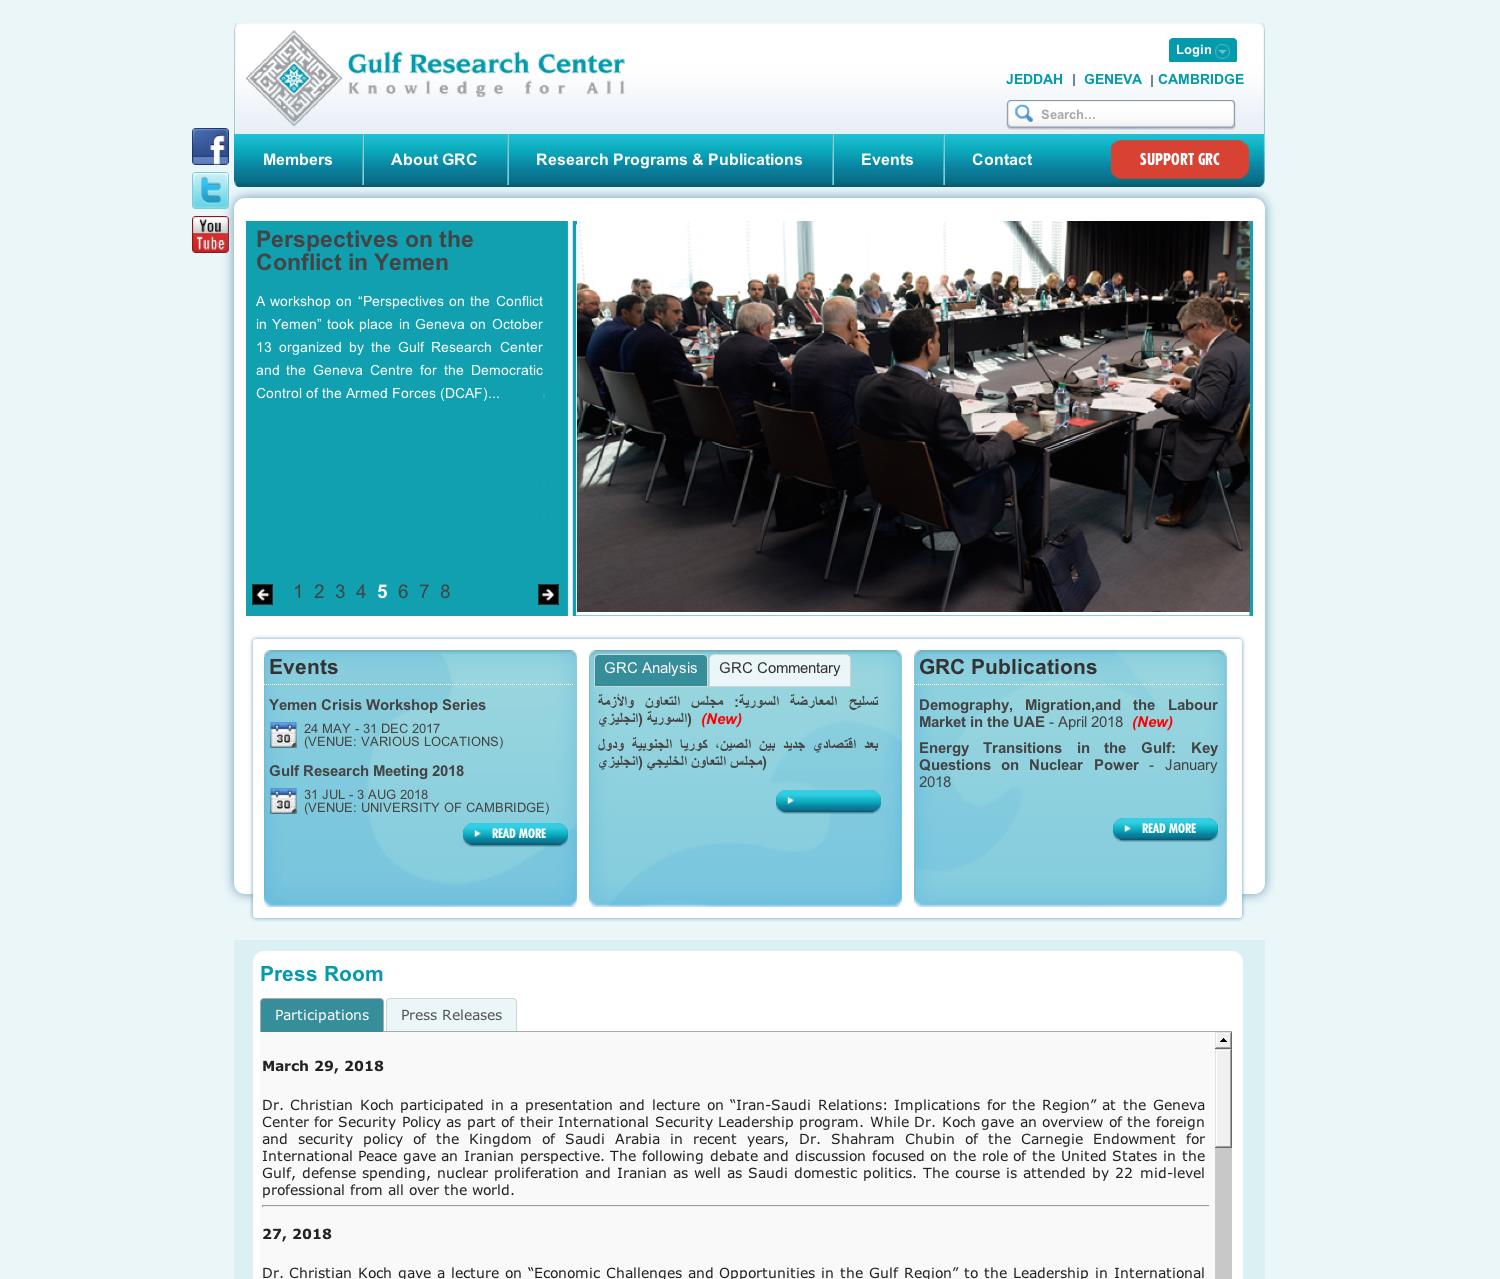 Gulf Research Center
Knowledge for All
Login
JEDDAH | GENEVA | CAMBRIDGE
Search...
Members
About GRC
Research Programs & Publications
Events
Contact
SUPPORT GRC
f
t
You
Tube
Perspectives on the
Conflict in Yemen
A workshop on “Perspectives on the Conflict
in Yemen” took place in Geneva on October
13 organized by the Gulf Research Center
and the Geneva Centre for the Democratic
Control of the Armed Forces (DCAF)...
1 2 3 4 5 6 7 8
Events
Yemen Crisis Workshop Series
30
24 MAY - 31 DEC 2017
(VENUE: VARIOUS LOCATIONS)
Gulf Research Meeting 2018
30
31 JUL - 3 AUG 2018
(VENUE: UNIVERSITY OF CAMBRIDGE)
READ MORE
GRC Analysis
GRC Commentary
تسليح المعارضة السورية: مجلس التعاون والأزمة
السورية (انجليزي) (New)
بعد اقتصادي جديد بين الصين، كوريا الجنوبية ودول
مجلس التعاون الخليجي (انجليزي)
GRC Publications
Demography, Migration,and the Labour
Market in the UAE - April 2018 (New)
Energy Transitions in the Gulf: Key
Questions on Nuclear Power - January
2018
READ MORE
Press Room
Participations
Press Releases
March 29, 2018
Dr. Christian Koch participated in a presentation and lecture on “Iran-Saudi Relations: Implications for the Region” at the Geneva
Center for Security Policy as part of their International Security Leadership program. While Dr. Koch gave an overview of the foreign
and security policy of the Kingdom of Saudi Arabia in recent years, Dr. Shahram Chubin of the Carnegie Endowment for
International Peace gave an Iranian perspective. The following debate and discussion focused on the role of the United States in the
Gulf, defense spending, nuclear proliferation and Iranian as well as Saudi domestic politics. The course is attended by 22 mid-level
professional from all over the world.
27, 2018
Dr. Christian Koch gave a lecture on “Economic Challenges and Opportunities in the Gulf Region” to the Leadership in International